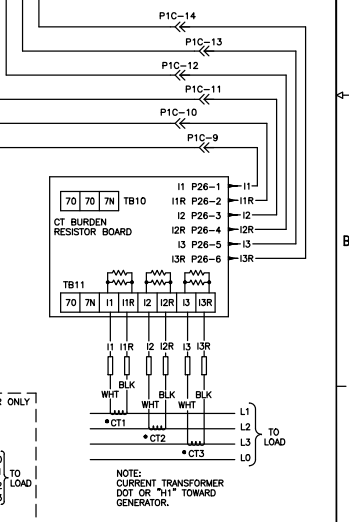 P1C-14
P1C-13
P1C-12
P1C-11
P1C-10
P1C-9
I1 P26-1 I1
70 70 7N TB10 I1R P26-2 I1R
I2 P26-3 I2
CT BURDEN I2R P26-4 I2R
RESISTOR BOARD I3 P26-5 I3
I3R P26-6 I3R
B
TB11
70 7N I1 I1R I2 I2R I3 I3R
I1 I1R I2 I2R I3 I3R
BLK BLK BLK
WHT WHT WHT
ONLY
L1
CT1 L2 TO
CT2 L3 LOAD
CT3 L0
TO
LOAD
NOTE:
CURRENT TRANSFORMER
DOT OR "H1" TOWARD
GENERATOR.